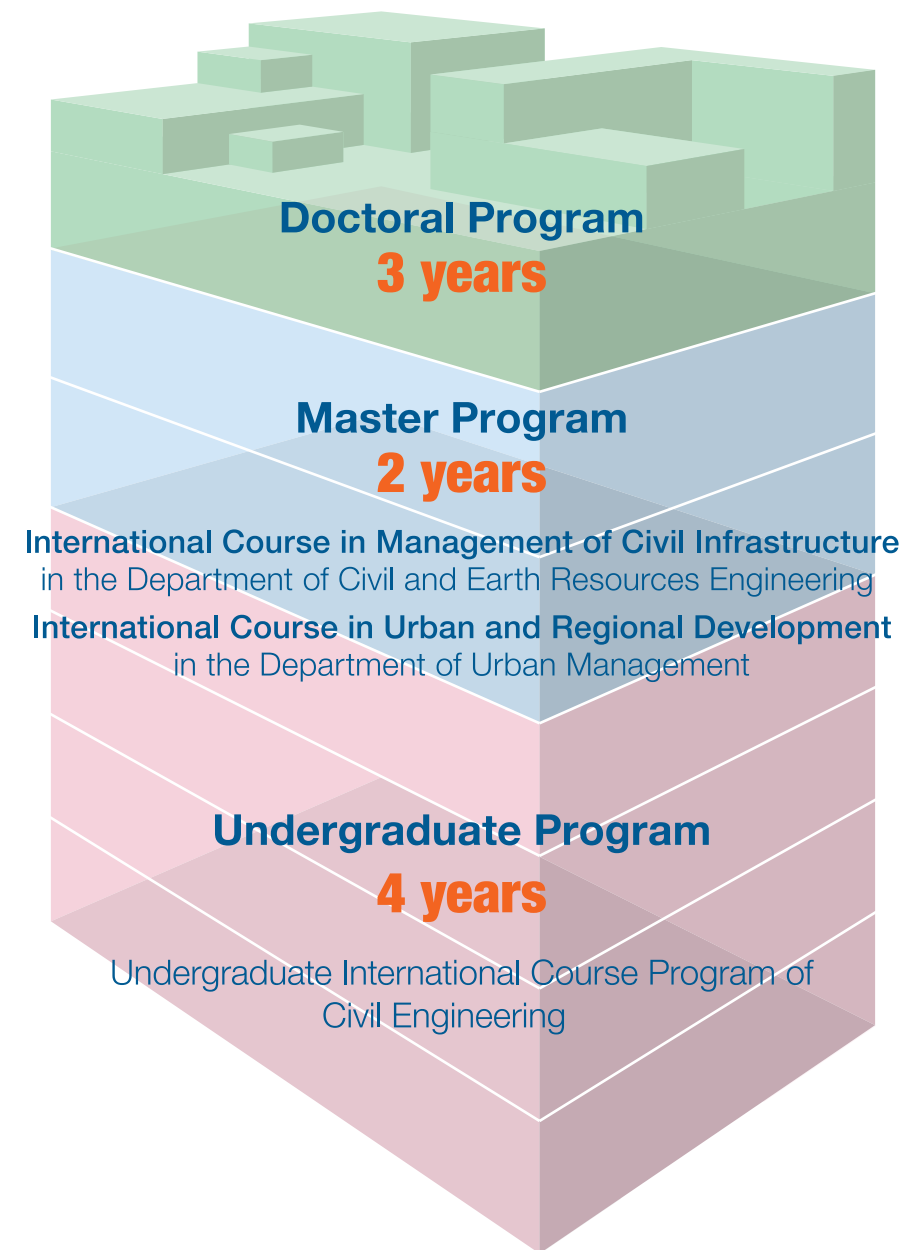 Doctoral Program
3 years
Master Program
2 years
International Course in Management of Civil Infrastructure
in the Department of Civil and Earth Resources Engineering
International Course in Urban and Regional Development
in the Department of Urban Management
Undergraduate Program
4 years
Undergraduate International Course Program of
Civil Engineering